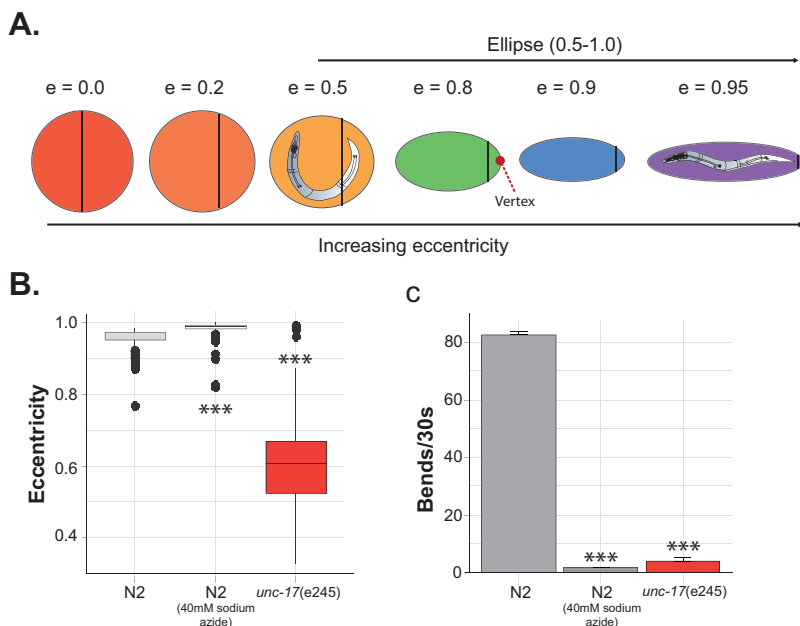 A.
Ellipse (0.5-1.0)
e = 0.0 e = 0.2 e = 0.5 e = 0.8 e = 0.9 e = 0.95
Vertex
Increasing eccentricity
B.
Eccentricity
1.0
0.8
0.6
0.4
***
***
N2 N2 unc-17(e245)
(40mM sodium
azide)
C
Bends/30s
80
60
40
20
0
*** ***
N2 N2 unc-17(e245)
(40mM sodium
azide)